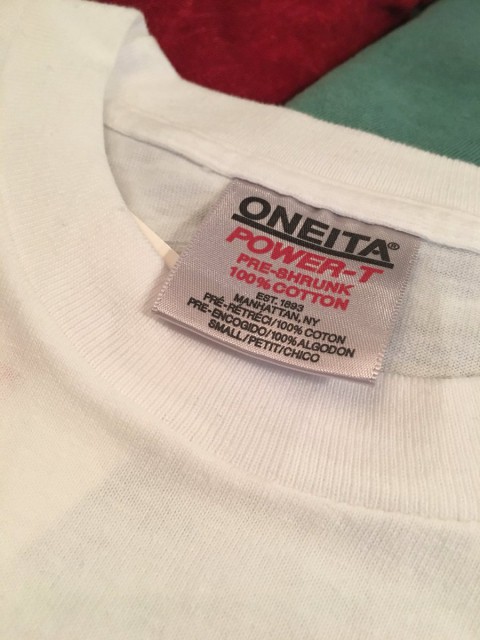 ONEITA®
POWER-T
PRE-SHRUNK
100% COTTON
EST. 1893
MANHATTAN, NY
PRÉ-RÉTRÉCI/100% COTON
PRE-ENCOGIDO/100% ALGODON
SMALL/PETIT/CHICO